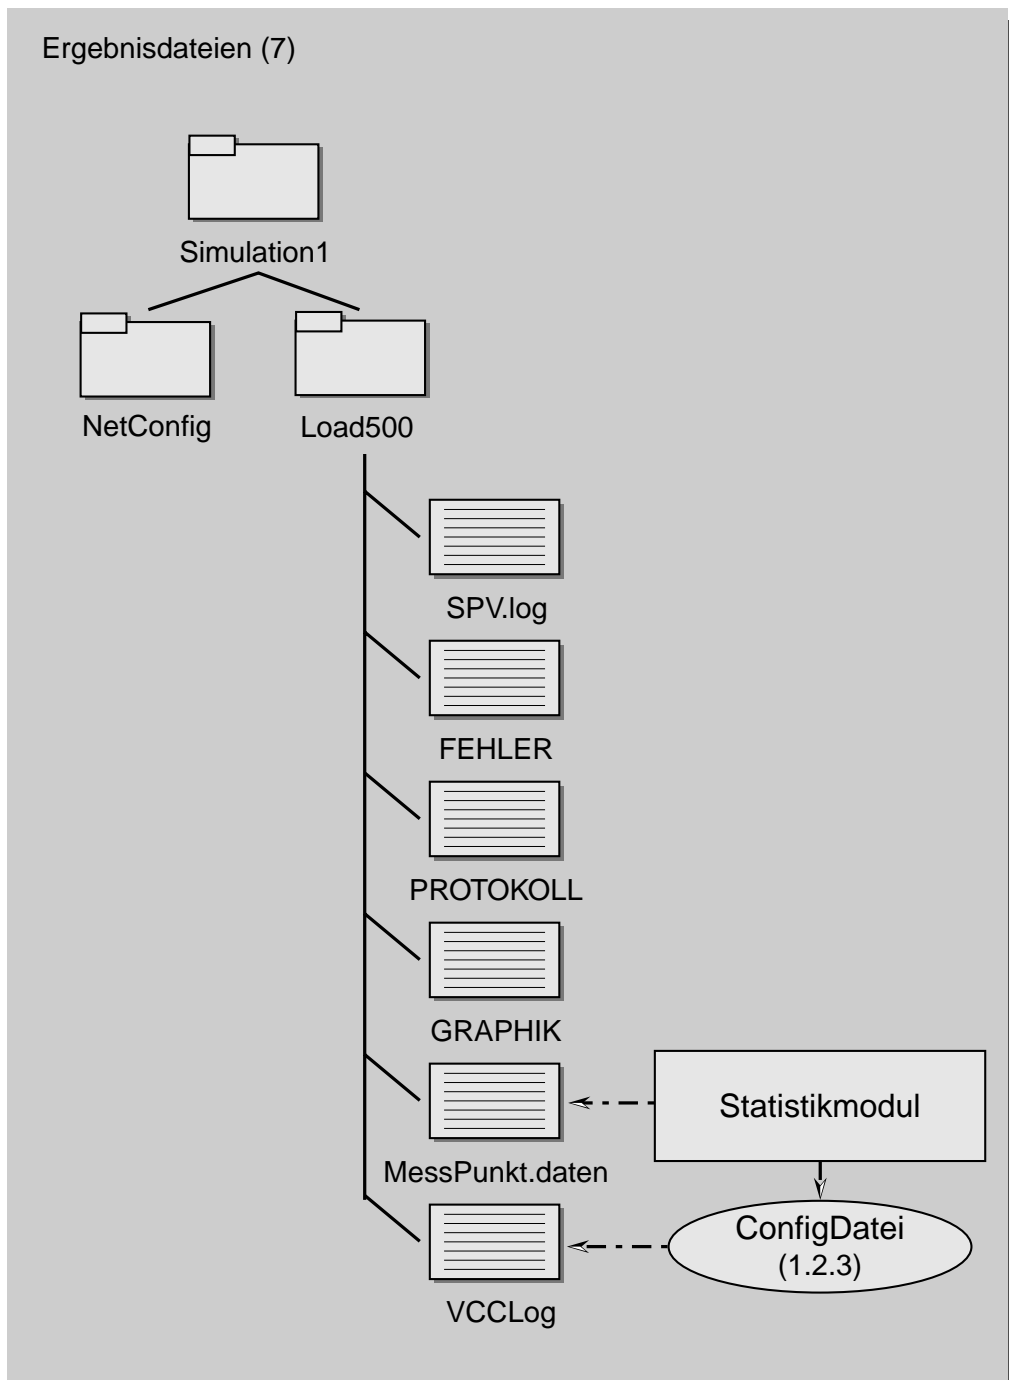 Ergebnisdateien (7)
Simulation1
NetConfig
Load500
SPV.log
FEHLER
PROTOKOLL
GRAPHIK
Statistikmodul
MessPunkt.daten
ConfigDatei
(1.2.3)
VCCLog